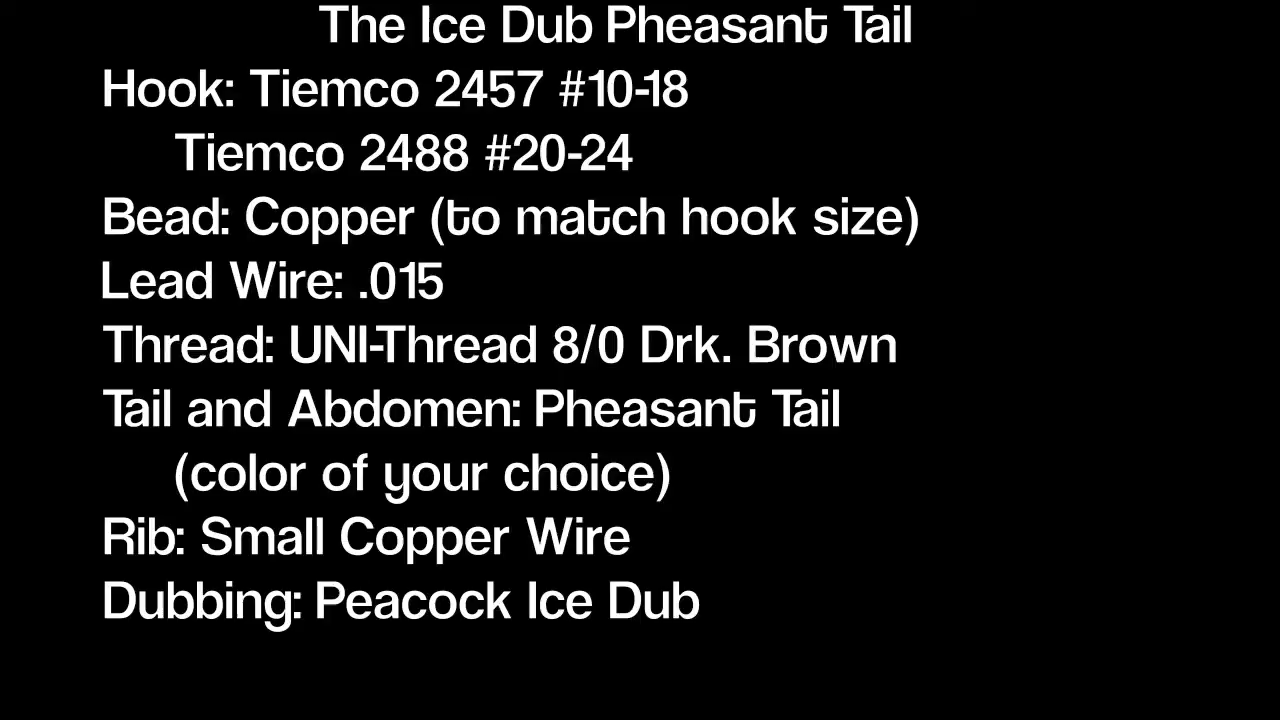 The Ice Dub Pheasant Tail
Hook: Tiemco 2457 #10-18
Tiemco 2488 #20-24
Bead: Copper (to match hook size)
Lead Wire: .015
Thread: UNI-Thread 8/0 Drk. Brown
Tail and Abdomen: Pheasant Tail
(color of your choice)
Rib: Small Copper Wire
Dubbing: Peacock Ice Dub